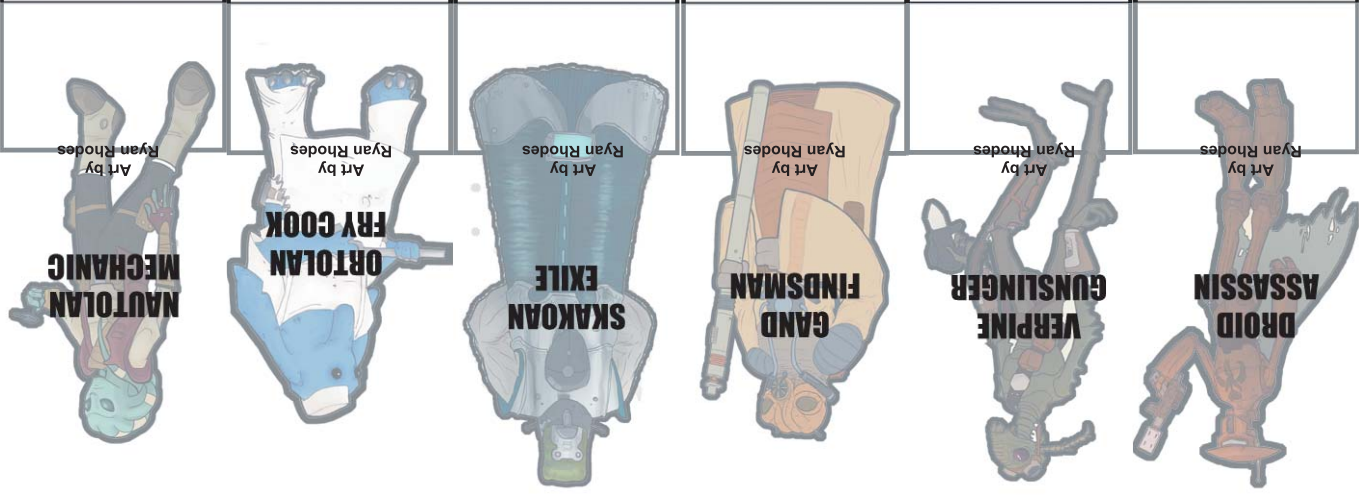 DROID
ASSASSIN
Art by
Ryan Rhodes
VERPINE
GUNSLINGER
Art by
Ryan Rhodes
GAND
FINDSMAN
Art by
Ryan Rhodes
SKAKOAN
EXILE
Art by
Ryan Rhodes
ORTOLAN
FRY COOK
Art by
Ryan Rhodes
NAUTOLAN
MECHANIC
Art by
Ryan Rhodes